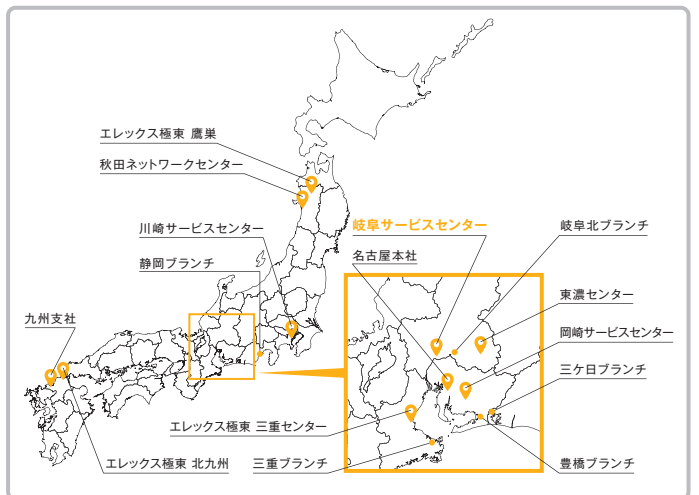 エレックス極東 鷹巣
秋田ネットワークセンター
川崎サービスセンター
静岡ブランチ
九州支社
岐阜サービスセンター
名古屋本社
岐阜北ブランチ
東濃センター
岡崎サービスセンター
三ケ日ブランチ
エレックス極東 三重センター
エレックス極東 北九州
三重ブランチ
豊橋ブランチ